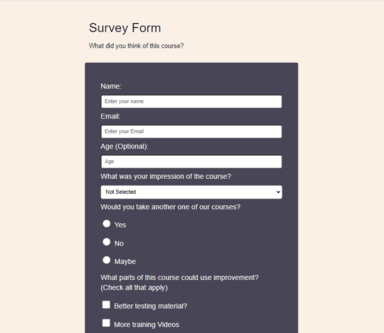 Survey Form
What did you think of this course?
Name:
Enter your name
Email:
Enter your Email
Age (Optional):
Age
What was your impression of the course?
Not Selected
Would you take another one of our courses?
Yes
No
Maybe
What parts of this course could use improvement?
(Check all that apply)
Better testing material?
More training Videos